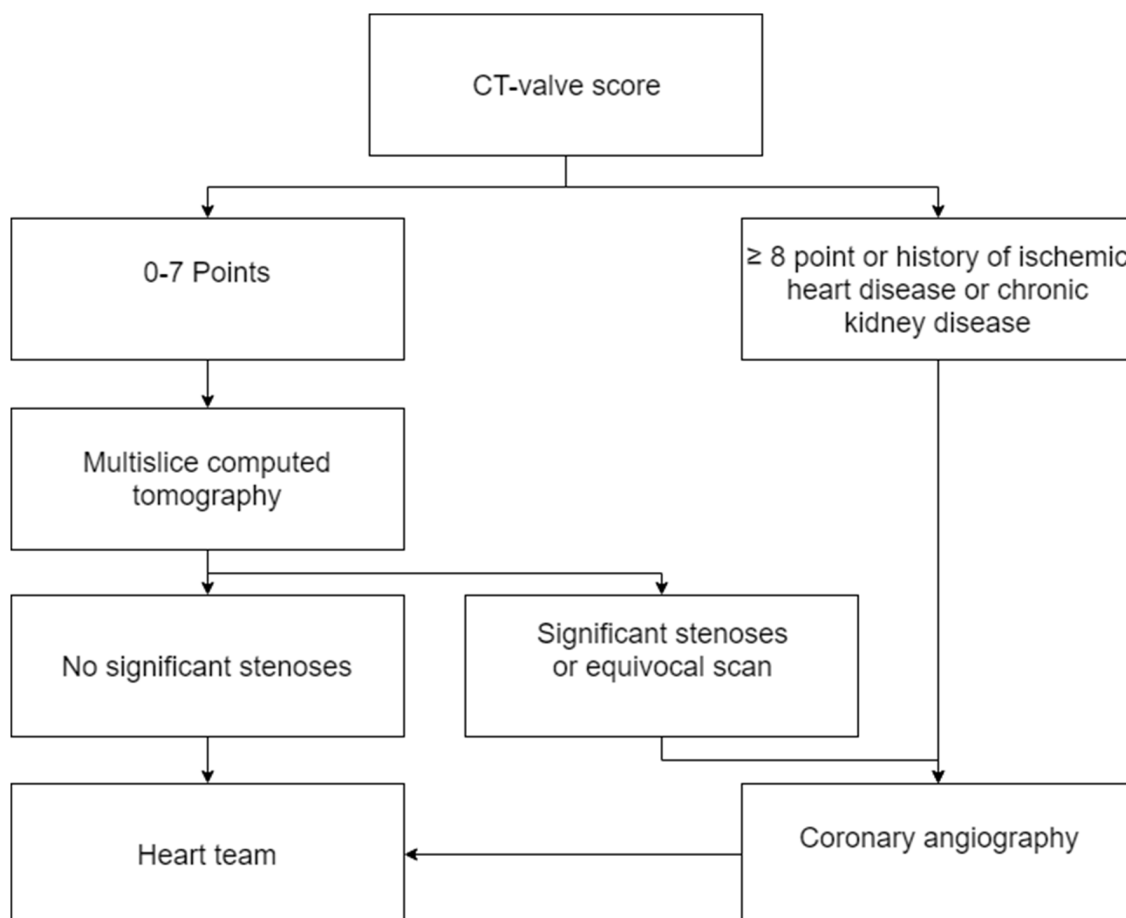 CT-valve score
0-7 Points
≥ 8 point or history of ischemic
heart disease or chronic
kidney disease
Multislice computed
tomography
No significant stenoses
Significant stenoses
or equivocal scan
Heart team
Coronary angiography